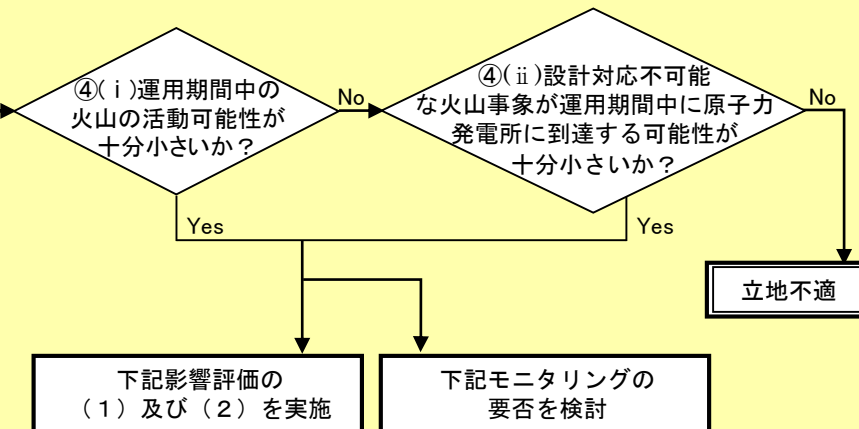 ④(ⅰ)運用期間中の
火山の活動可能性が
十分小さいか？
No
④(ⅱ)設計対応不可能
な火山事象が運用期間中に原子力
発電所に到達する可能性が
十分小さいか？
No
Yes
Yes
立地不適
下記影響評価の
（１）及び（２）を実施
下記モニタリングの
要否を検討